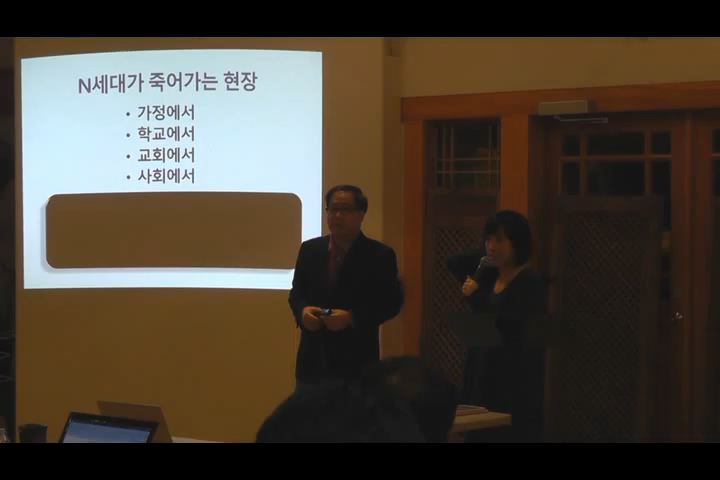 N세대가 죽어가는 현장
• 가정에서
• 학교에서
• 교회에서
• 사회에서